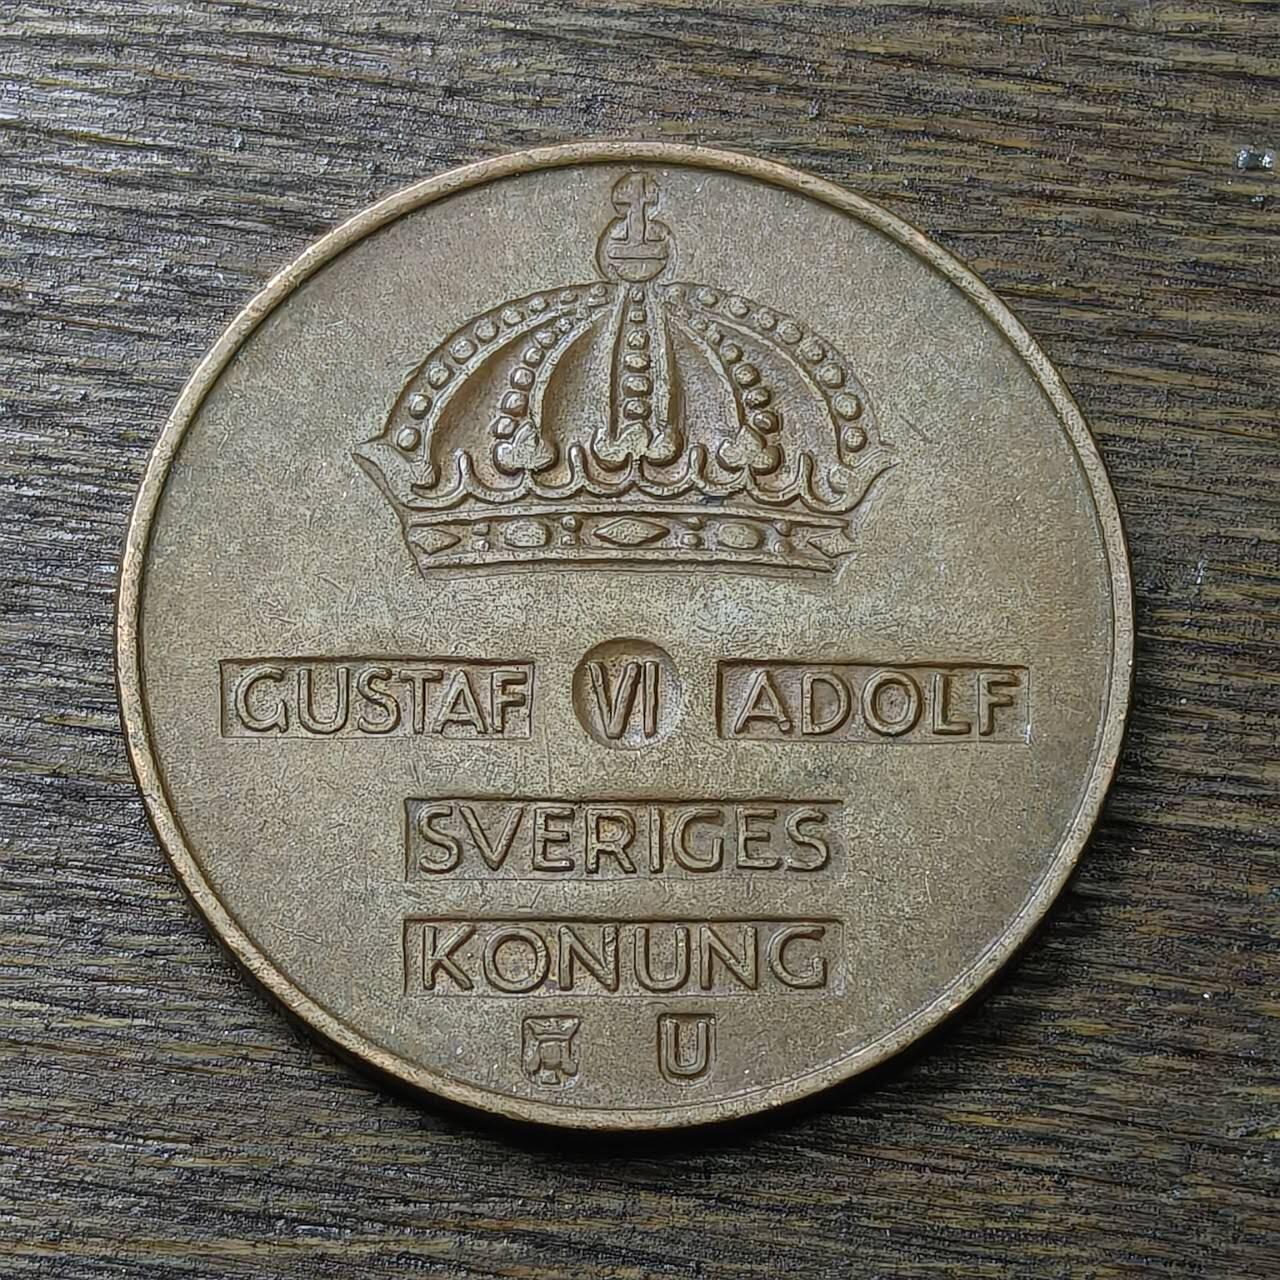 GUSTAF VI ADOLF
SVERIGES
KONUNG
U